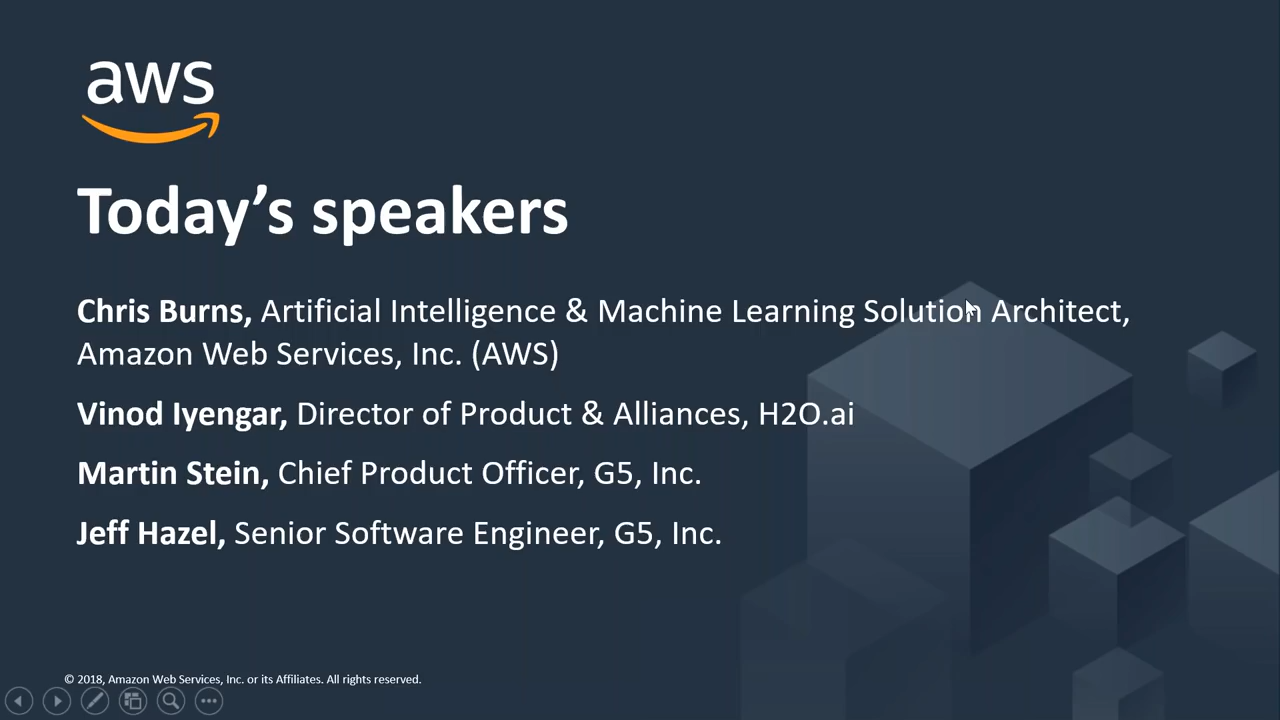 aws
Today’s speakers
Chris Burns, Artificial Intelligence & Machine Learning Solution Architect,
Amazon Web Services, Inc. (AWS)
Vinod Iyengar, Director of Product & Alliances, H2O.ai
Martin Stein, Chief Product Officer, G5, Inc.
Jeff Hazel, Senior Software Engineer, G5, Inc.
© 2018, Amazon Web Services, Inc. or its Affiliates. All rights reserved.